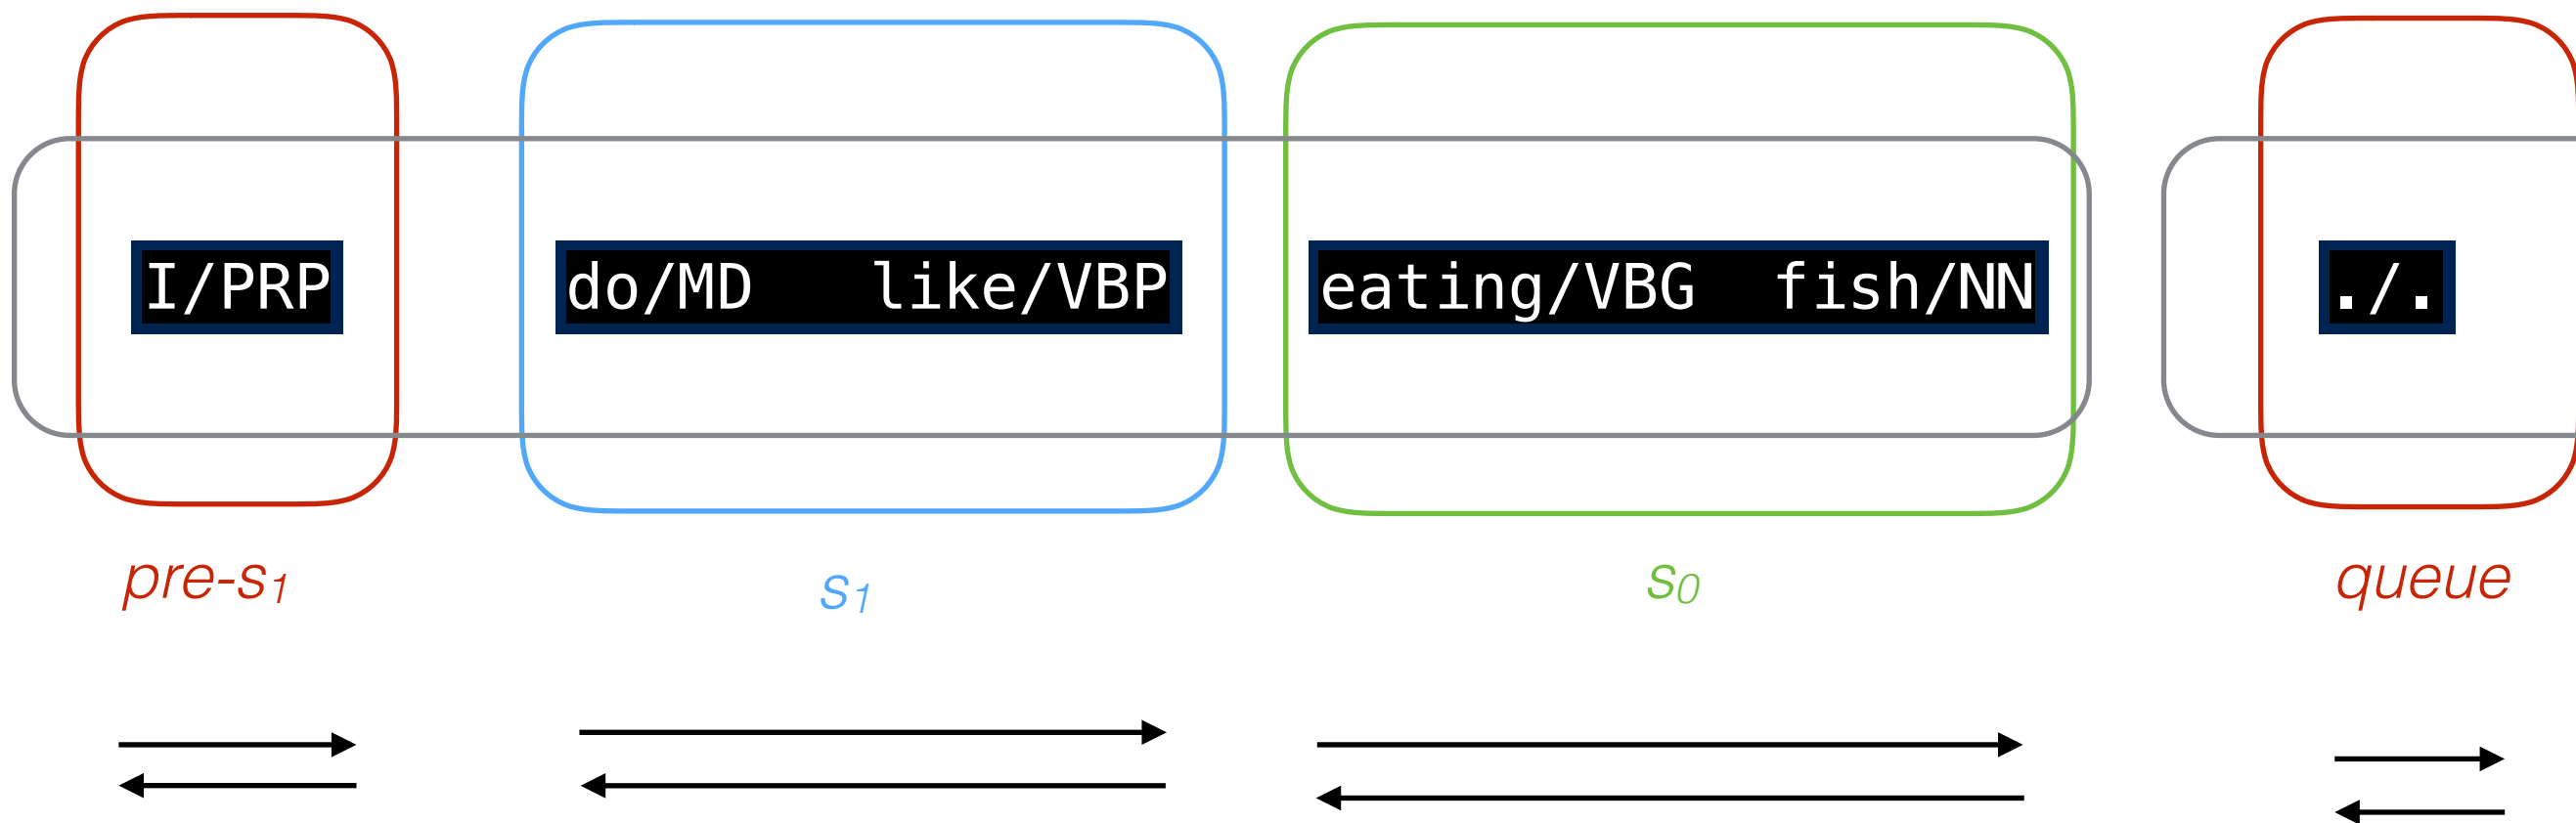 I/PRP do/MD like/VBP eating/VBG fish/NN ./.
pre-s₁ s₁ s₀ queue